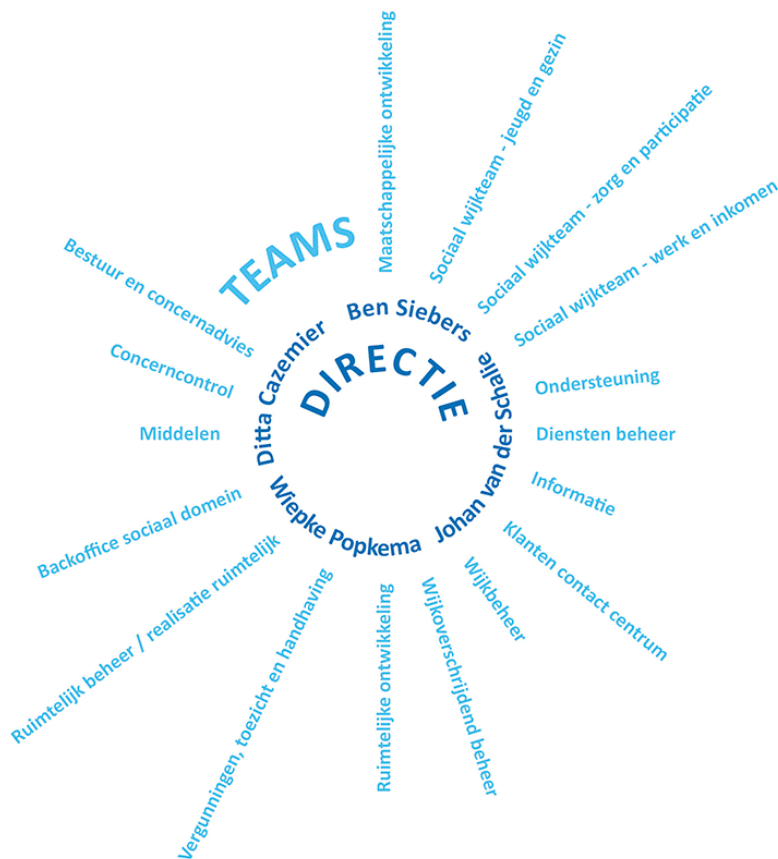 TEAMS
Maatschappelijke ontwikkeling
Sociaal wijkteam - jeugd en gezin
Sociaal wijkteam - zorg en participatie
Sociaal wijkteam - werk en inkomen
Ondersteuning
Diensten beheer
Informatie
Klanten contact centrum
Wijkbeheer
Wijkoverschrijdend beheer
Ruimtelijke ontwikkeling
Vergunningen, toezicht en handhaving
Ruimtelijk beheer / realisatie ruimtelijk
Backoffice sociaal domein
Middelen
Concerncontrol
Bestuur en concernadvies
DIRECTIE
Ditta Cazemier
Ben Siebers
Johan van der Schalie
Wiepke Popkema